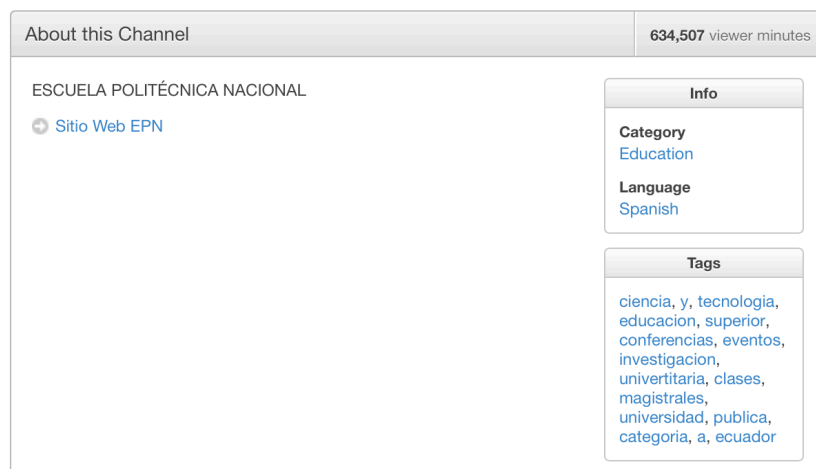 About this Channel
634,507 viewer minutes
ESCUELA POLITÉCNICA NACIONAL
Sitio Web EPN
Info
Category
Education
Language
Spanish
Tags
ciencia, y, tecnologia,
educacion, superior,
conferencias, eventos,
investigacion,
univertitaria, clases,
magistrales,
universidad, publica,
categoria, a, ecuador